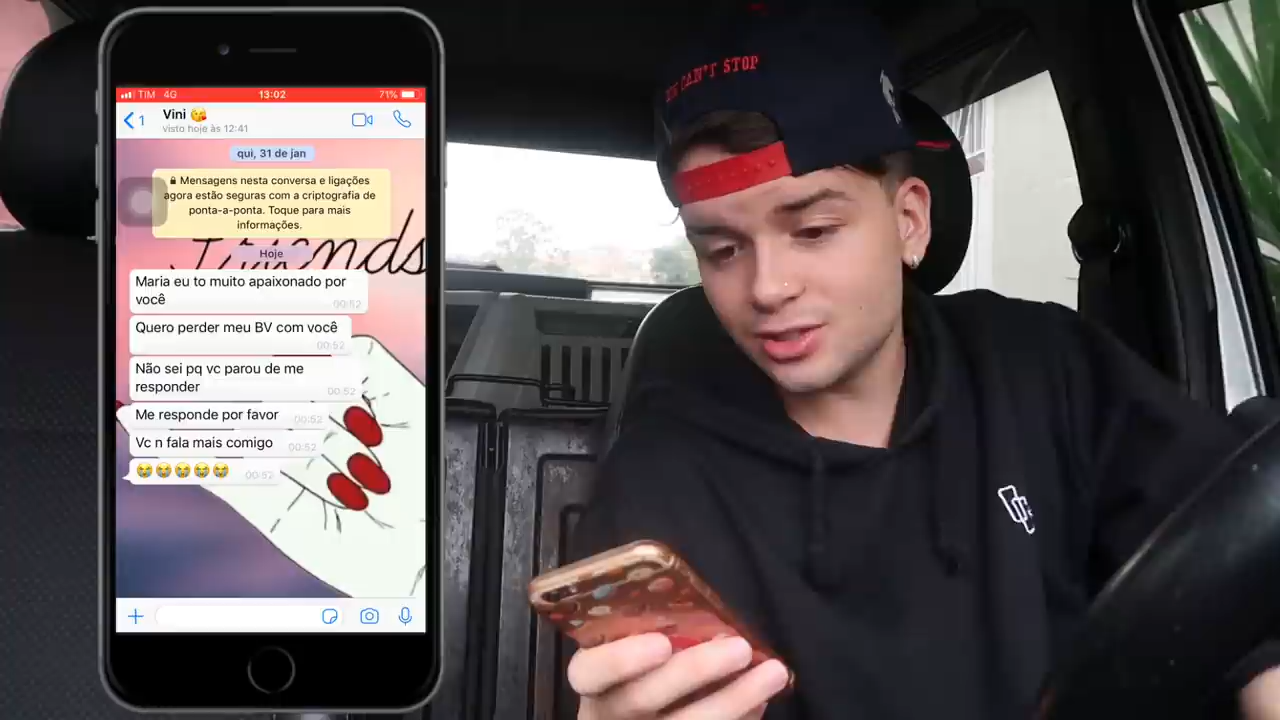 TIM 4G 13:02 71%
1 Vini 😘
visto hoje às 12:41
qui, 31 de jan
🔒 Mensagens nesta conversa e ligações
agora estão seguras com a criptografia de
ponta-a-ponta. Toque para mais
informações.
Friends
Hoje
Maria eu to muito apaixonado por
você
00:52
Quero perder meu BV com você
00:52
Não sei pq vc parou de me
responder
00:52
Me responde por favor 00:52
Vc n fala mais comigo 00:52
😭😭😭😭😭 00:52
CAN'T STOP